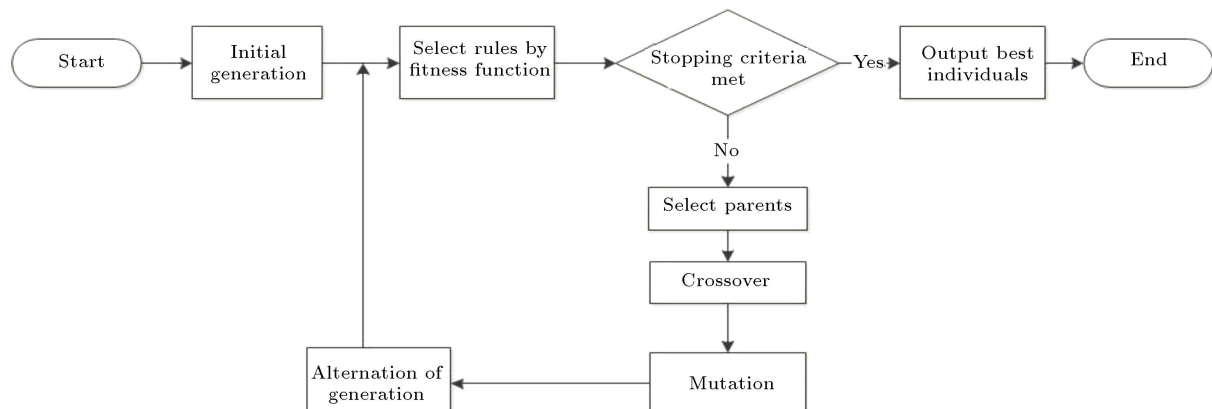 Start
Initial
generation
Select rules by
fitness function
Stopping criteria
met
Yes
Output best
individuals
End
No
Select parents
Crossover
Mutation
Alternation of
generation